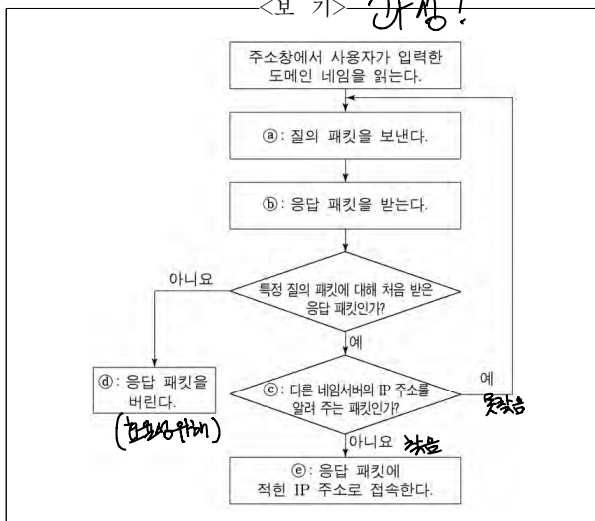 <보 기> 과정!
주소창에서 사용자가 입력한
도메인 네임을 읽는다.
ⓐ: 질의 패킷을 보낸다.
ⓑ: 응답 패킷을 받는다.
아니요
특정 질의 패킷에 대해 처음 받은
응답 패킷인가?
예
ⓓ: 응답 패킷을
버린다.
ⓒ: 다른 네임서버의 IP 주소를
알려 주는 패킷인가?
예
못찾음
아니요 찾음
ⓔ: 응답 패킷에
적힌 IP 주소로 접속한다.